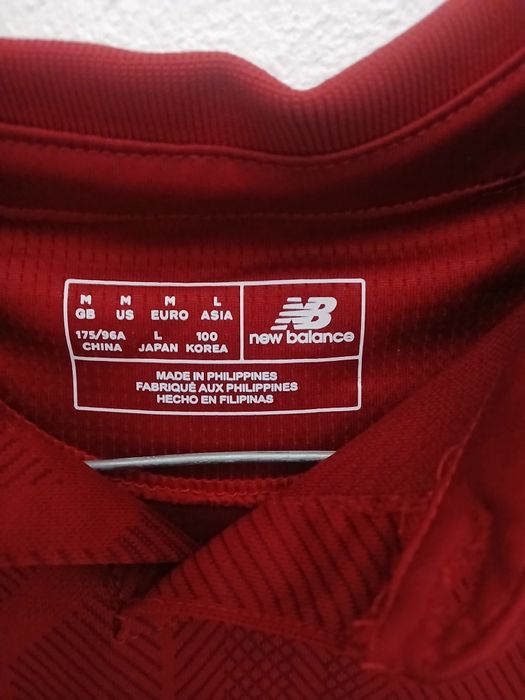 M M M L
GB US EURO ASIA
175/96A L 100
CHINA JAPAN KOREA
NB
new balance
MADE IN PHILIPPINES
FABRIQUÉ AUX PHILIPPINES
HECHO EN FILIPINAS